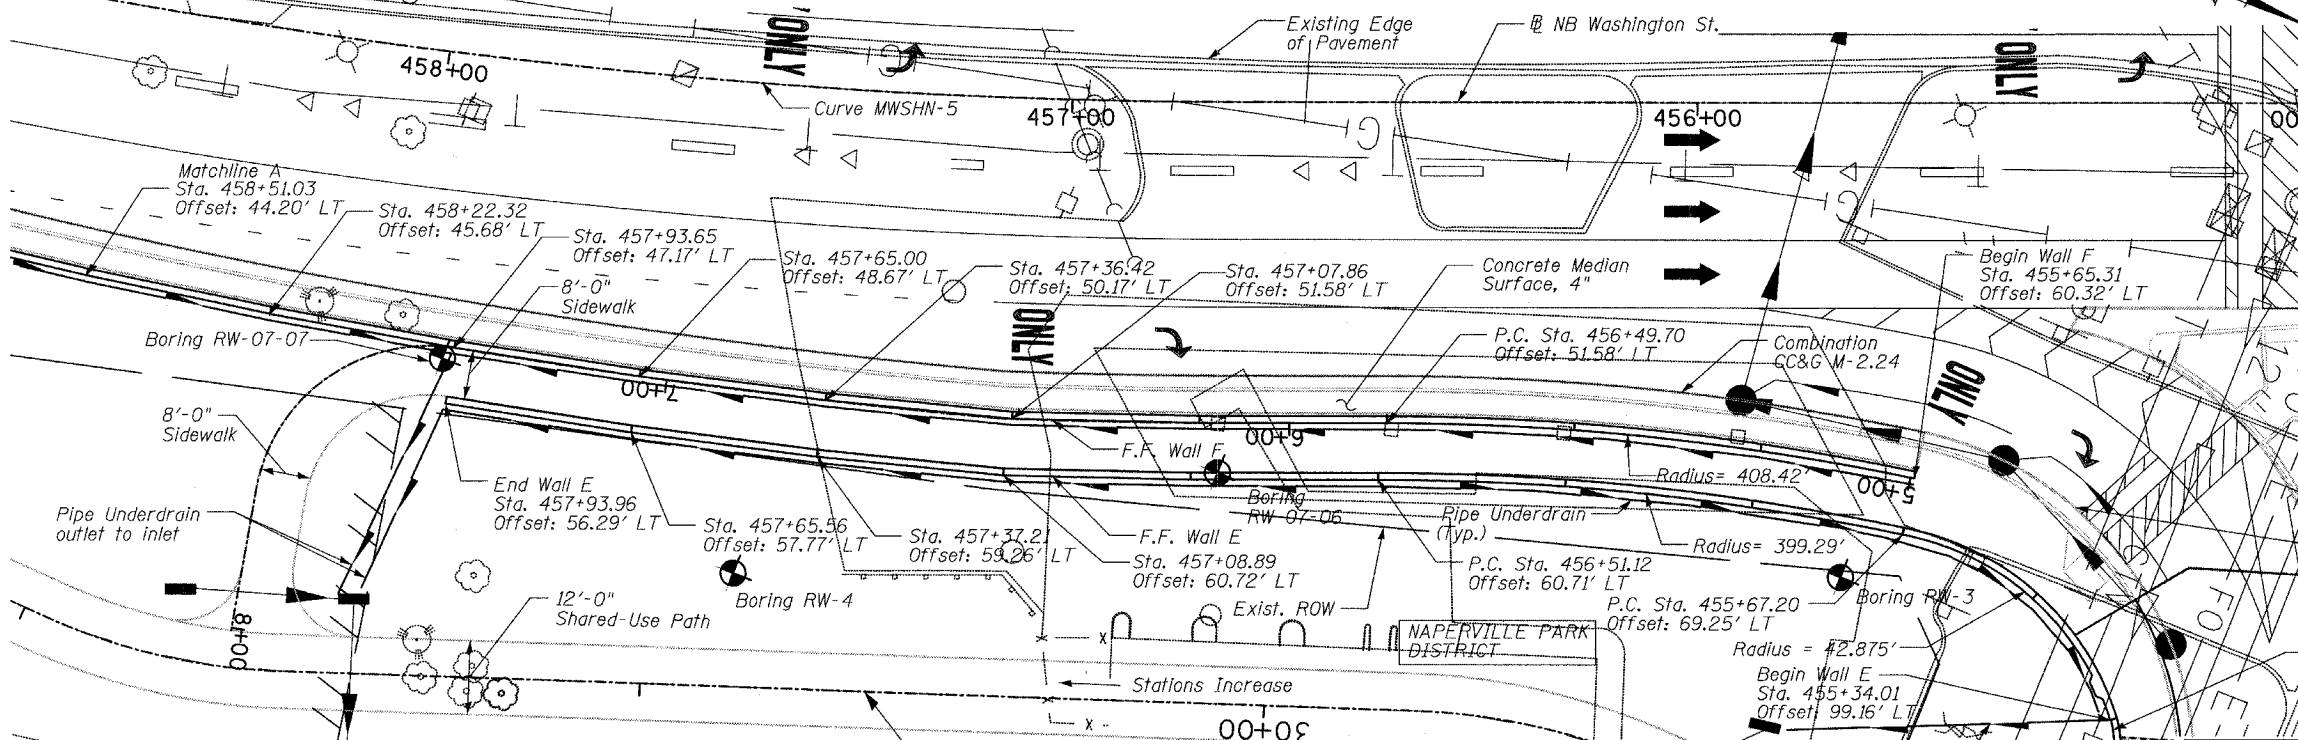 ONLY
Existing Edge
of Pavement
℄ NB Washington St.
ONLY
458+00
Curve MWSHN-5
457+00
456+00
00
G
G
G
Matchline A
Sta. 458+51.03
Offset: 44.20' LT
Sta. 458+22.32
Offset: 45.68' LT
Sta. 457+93.65
Offset: 47.17' LT
Sta. 457+65.00
Offset: 48.67' LT
Sta. 457+36.42
Offset: 50.17' LT
Sta. 457+07.86
Offset: 51.58' LT
Concrete Median
Surface, 4"
Begin Wall F
Sta. 455+65.31
Offset: 60.32' LT
8'-0"
Sidewalk
Boring RW-07-07
ONLY
P.C. Sta. 456+49.70
Offset: 51.58' LT
Combination
CC&G M-2.24
ONLY
7+00
6+00
5+00
8'-0"
Sidewalk
F.F. Wall F
Radius= 408.42'
End Wall E
Sta. 457+93.96
Offset: 56.29' LT
Boring
RW-07-06
Pipe Underdrain
(Typ.)
Pipe Underdrain
outlet to inlet
Sta. 457+65.56
Offset: 57.77' LT
Sta. 457+37.21
Offset: 59.26' LT
F.F. Wall E
Sta. 457+08.89
Offset: 60.72' LT
Radius= 399.29'
P.C. Sta. 456+51.12
Offset: 60.71' LT
Boring RW-4
12'-0"
Shared-Use Path
Exist. ROW
P.C. Sta. 455+67.20
Offset: 69.25' LT
Boring RW-3
8+00
NAPERVILLE PARK
DISTRICT
Radius = 42.875'
Begin Wall E
Sta. 455+34.01
Offset: 99.16' LT
X
X
X
X
Stations Increase
30+00
FO